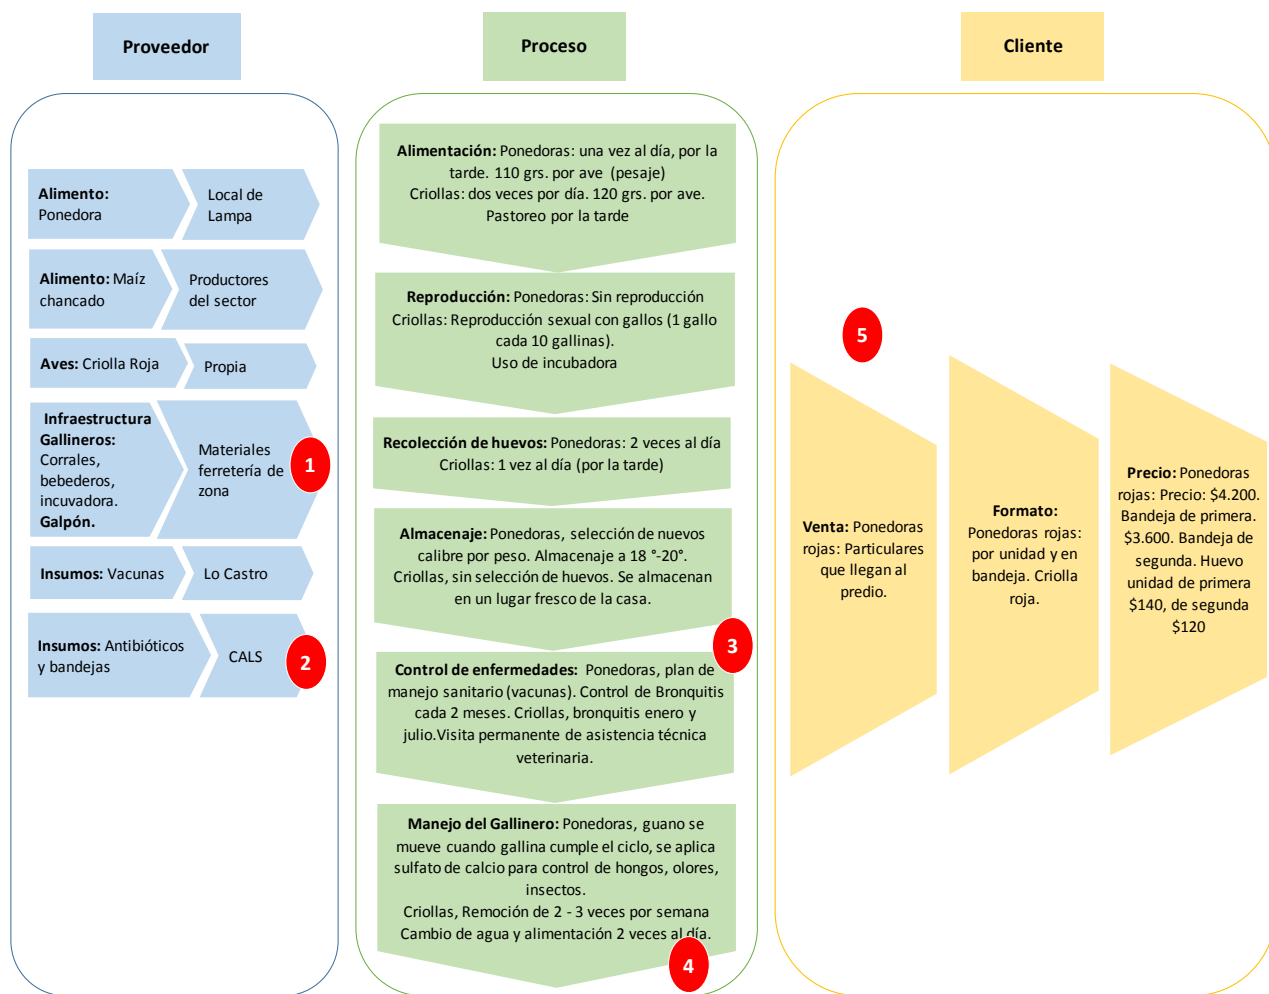 Proveedor
Alimento:
Ponedora
Local de
Lampa
Alimento: Maíz
chancado
Productores
del sector
Aves: Criolla Roja
Propia
Infraestructura
Gallineros:
Corrales,
bebederos,
incuvadora.
Galpón.
Materiales
ferretería de
zona
1
Insumos: Vacunas
Lo Castro
Insumos: Antibióticos
y bandejas
CALS
2
Proceso
Alimentación: Ponedoras: una vez al día, por la
tarde. 110 grs. por ave (pesaje)
Criollas: dos veces por día. 120 grs. por ave.
Pastoreo por la tarde
Reproducción: Ponedoras: Sin reproducción
Criollas: Reproducción sexual con gallos (1 gallo
cada 10 gallinas).
Uso de incubadora
Recolección de huevos: Ponedoras: 2 veces al día
Criollas: 1 vez al día (por la tarde)
Almacenaje: Ponedoras, selección de nuevos
calibre por peso. Almacenaje a 18 °-20°.
Criollas, sin selección de huevos. Se almacenan
en un lugar fresco de la casa.
3
Control de enfermedades: Ponedoras, plan de
manejo sanitario (vacunas). Control de Bronquitis
cada 2 meses. Criollas, bronquitis enero y
julio.Visita permanente de asistencia técnica
veterinaria.
Manejo del Gallinero: Ponedoras, guano se
mueve cuando gallina cumple el ciclo, se aplica
sulfato de calcio para control de hongos, olores,
insectos.
Criollas, Remoción de 2 - 3 veces por semana
Cambio de agua y alimentación 2 veces al día.
4
Cliente
5
Venta: Ponedoras
rojas: Particulares
que llegan al
predio.
Formato:
Ponedoras rojas:
por unidad y en
bandeja. Criolla
roja.
Precio: Ponedoras
rojas: Precio: $4.200.
Bandeja de primera.
$3.600. Bandeja de
segunda. Huevo
unidad de primera
$140, de segunda
$120